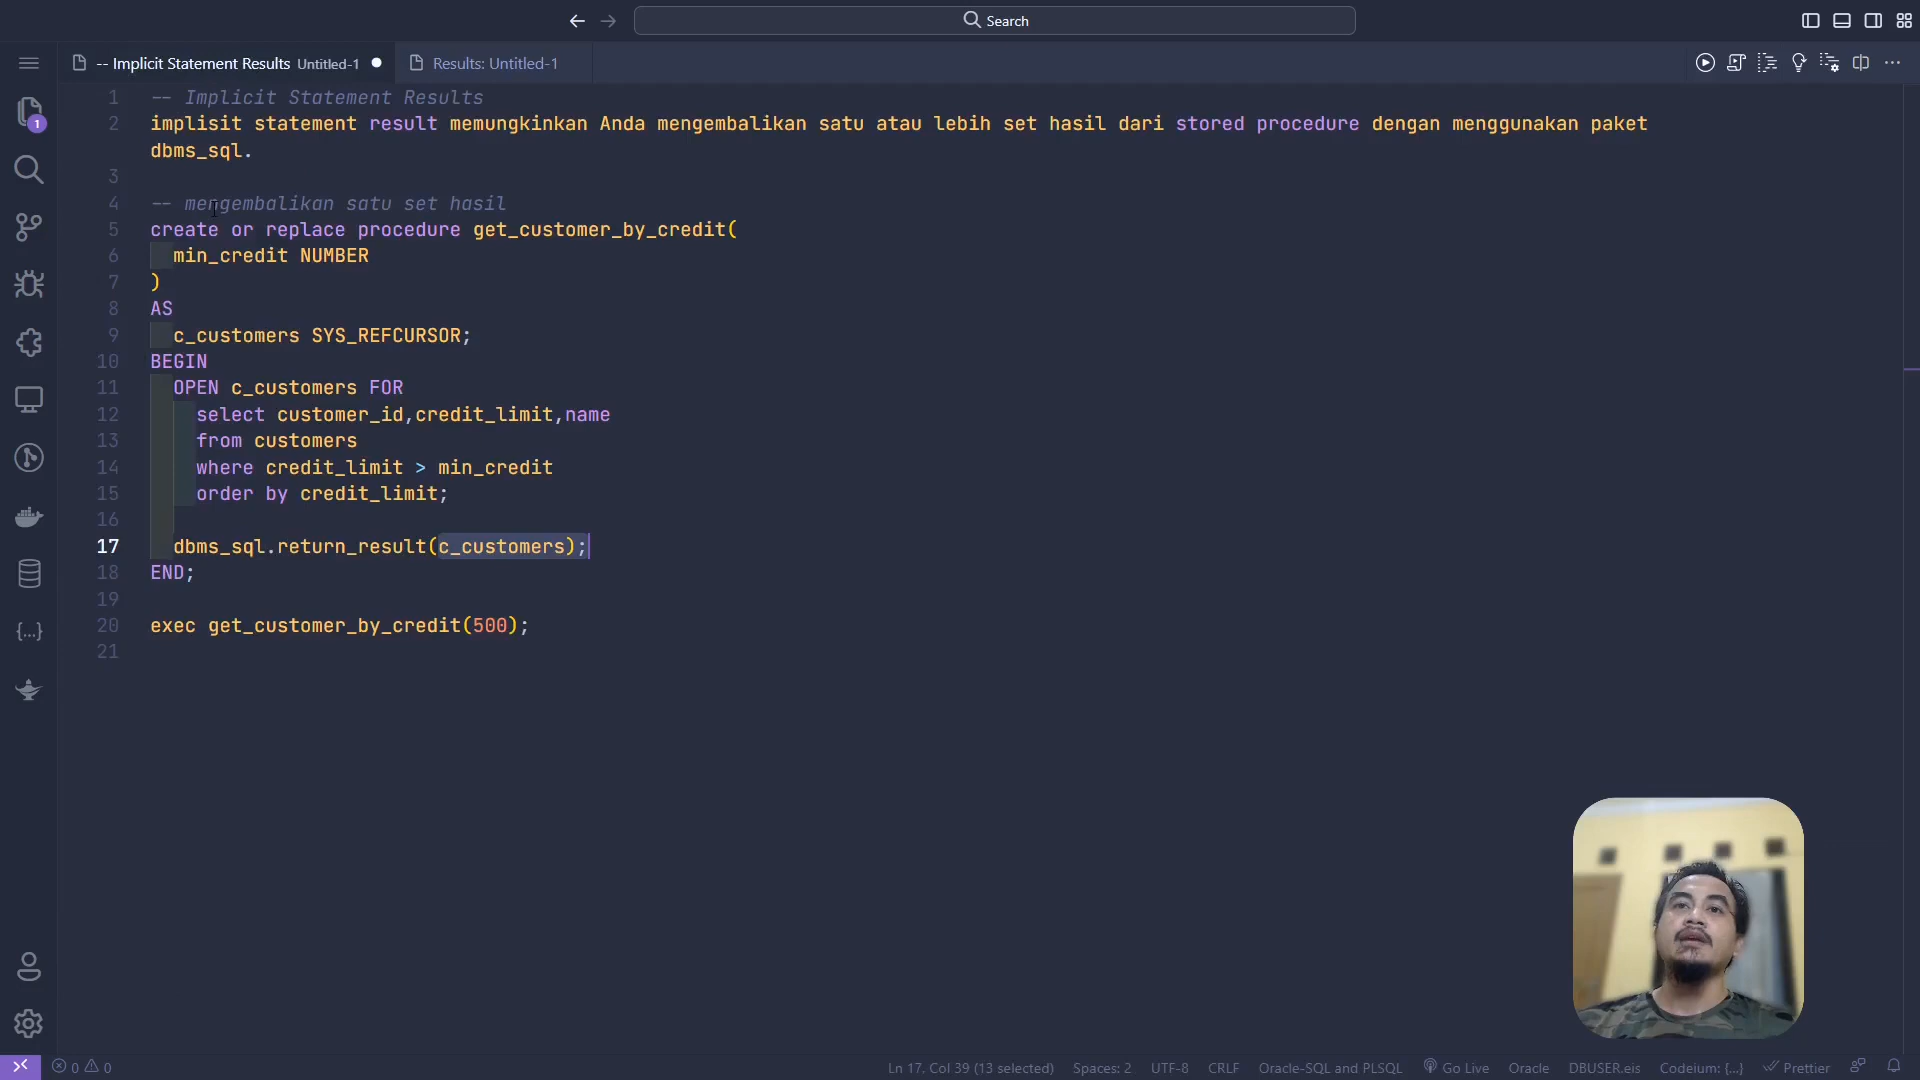 Search
-- Implicit Statement Results Untitled-1
Results: Untitled-1
1 -- Implicit Statement Results
2 implisit statement result memungkinkan Anda mengembalikan satu atau lebih set hasil dari stored procedure dengan menggunakan paket
dbms_sql.
3
4 -- mengembalikan satu set hasil
5 create or replace procedure get_customer_by_credit(
6 min_credit NUMBER
7 )
8 AS
9 c_customers SYS_REFCURSOR;
10 BEGIN
11 OPEN c_customers FOR
12 select customer_id,credit_limit,name
13 from customers
14 where credit_limit > min_credit
15 order by credit_limit;
16
17 dbms_sql.return_result(c_customers);
18 END;
19
20 exec get_customer_by_credit(500);
21
1
{...}
0 0 Ln 17, Col 39 (13 selected) Spaces: 2 UTF-8 CRLF Oracle-SQL and PLSQL Go Live Oracle DBUSER.eis Codeium: {...} Prettier